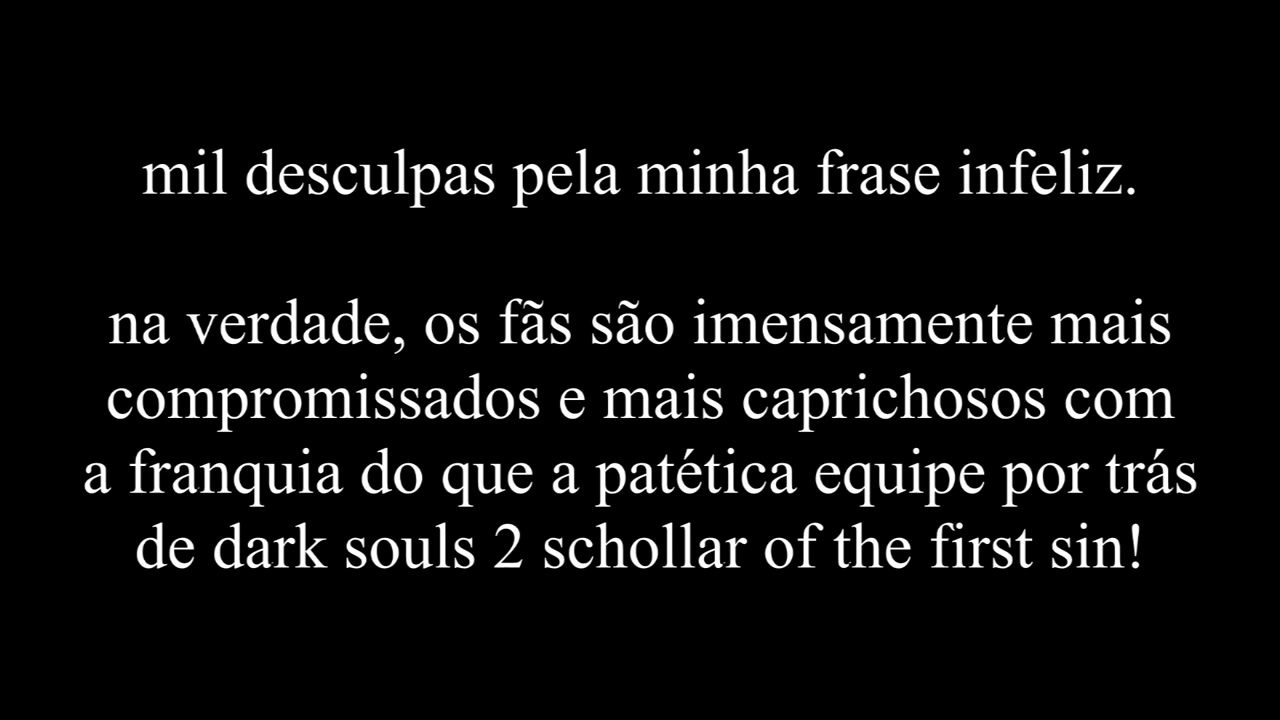 mil desculpas pela minha frase infeliz.
na verdade, os fãs são imensamente mais
compromissados e mais caprichosos com
a franquia do que a patética equipe por trás
de dark souls 2 schollar of the first sin!